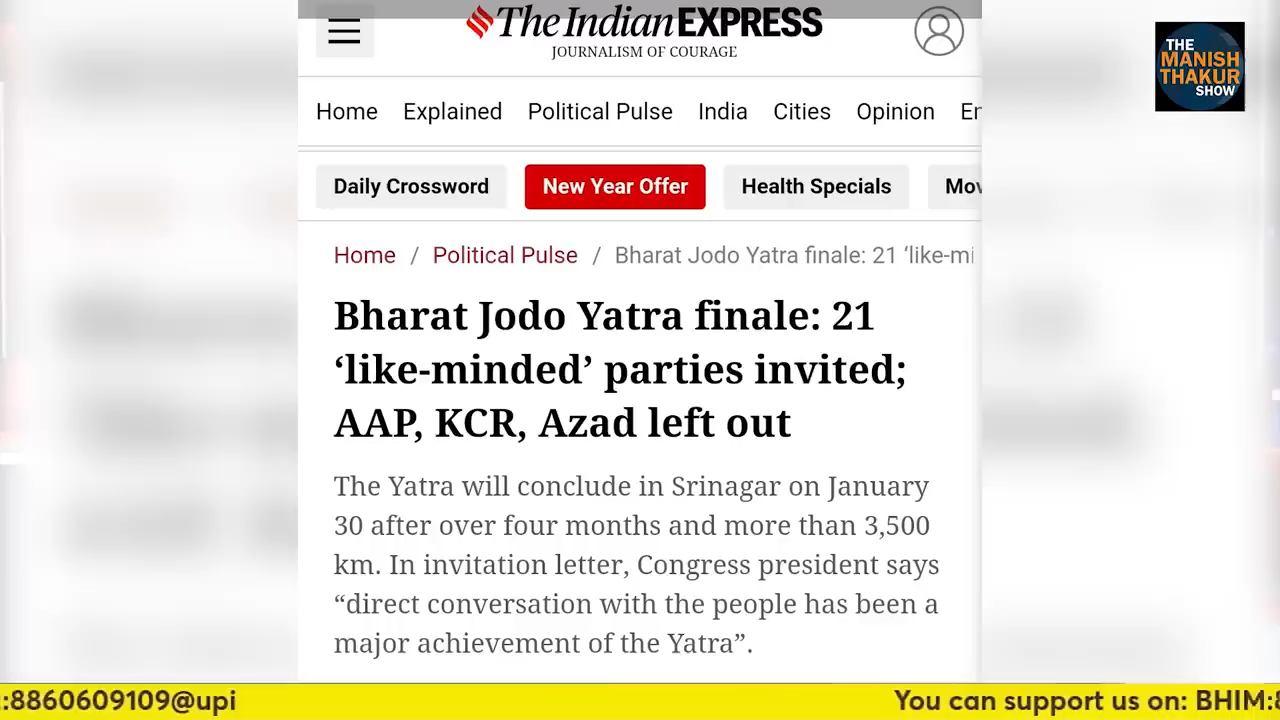 The Indian EXPRESS
JOURNALISM OF COURAGE
THE
MANISH
THAKUR
SHOW
Home Explained Political Pulse India Cities Opinion En
Daily Crossword New Year Offer Health Specials Mov
Home / Political Pulse / Bharat Jodo Yatra finale: 21 ‘like-mi
Bharat Jodo Yatra finale: 21
‘like-minded’ parties invited;
AAP, KCR, Azad left out
The Yatra will conclude in Srinagar on January
30 after over four months and more than 3,500
km. In invitation letter, Congress president says
“direct conversation with the people has been a
major achievement of the Yatra”.
:8860609109@upi You can support us on: BHIM:8